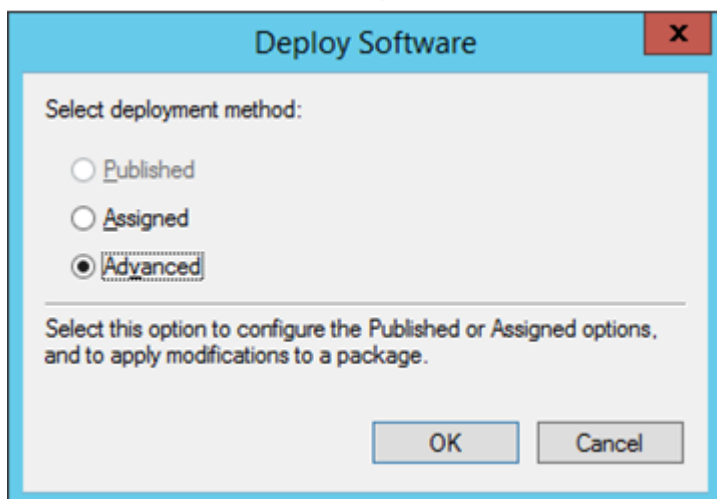 Deploy Software
x
Select deployment method:
Published
Assigned
Advanced
Select this option to configure the Published or Assigned options,
and to apply modifications to a package.
OK
Cancel